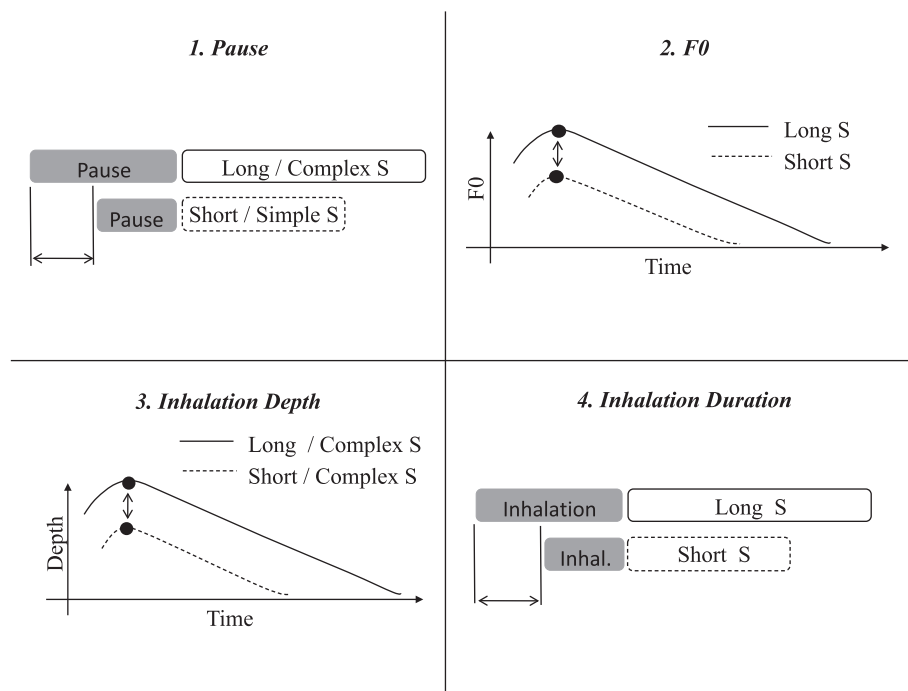 1. Pause
Pause
Long / Complex S
Pause
Short / Simple S
2. F0
Long S
Short S
F0
Time
3. Inhalation Depth
Long / Complex S
Short / Complex S
Depth
Time
4. Inhalation Duration
Inhalation
Long S
Inhal.
Short S